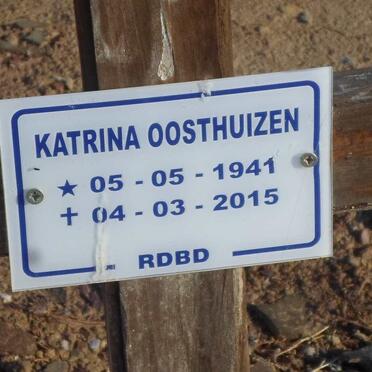 KATRINA OOSTHUIZEN
★ 05 - 05 - 1941
✝ 04 - 03 - 2015
RDBD